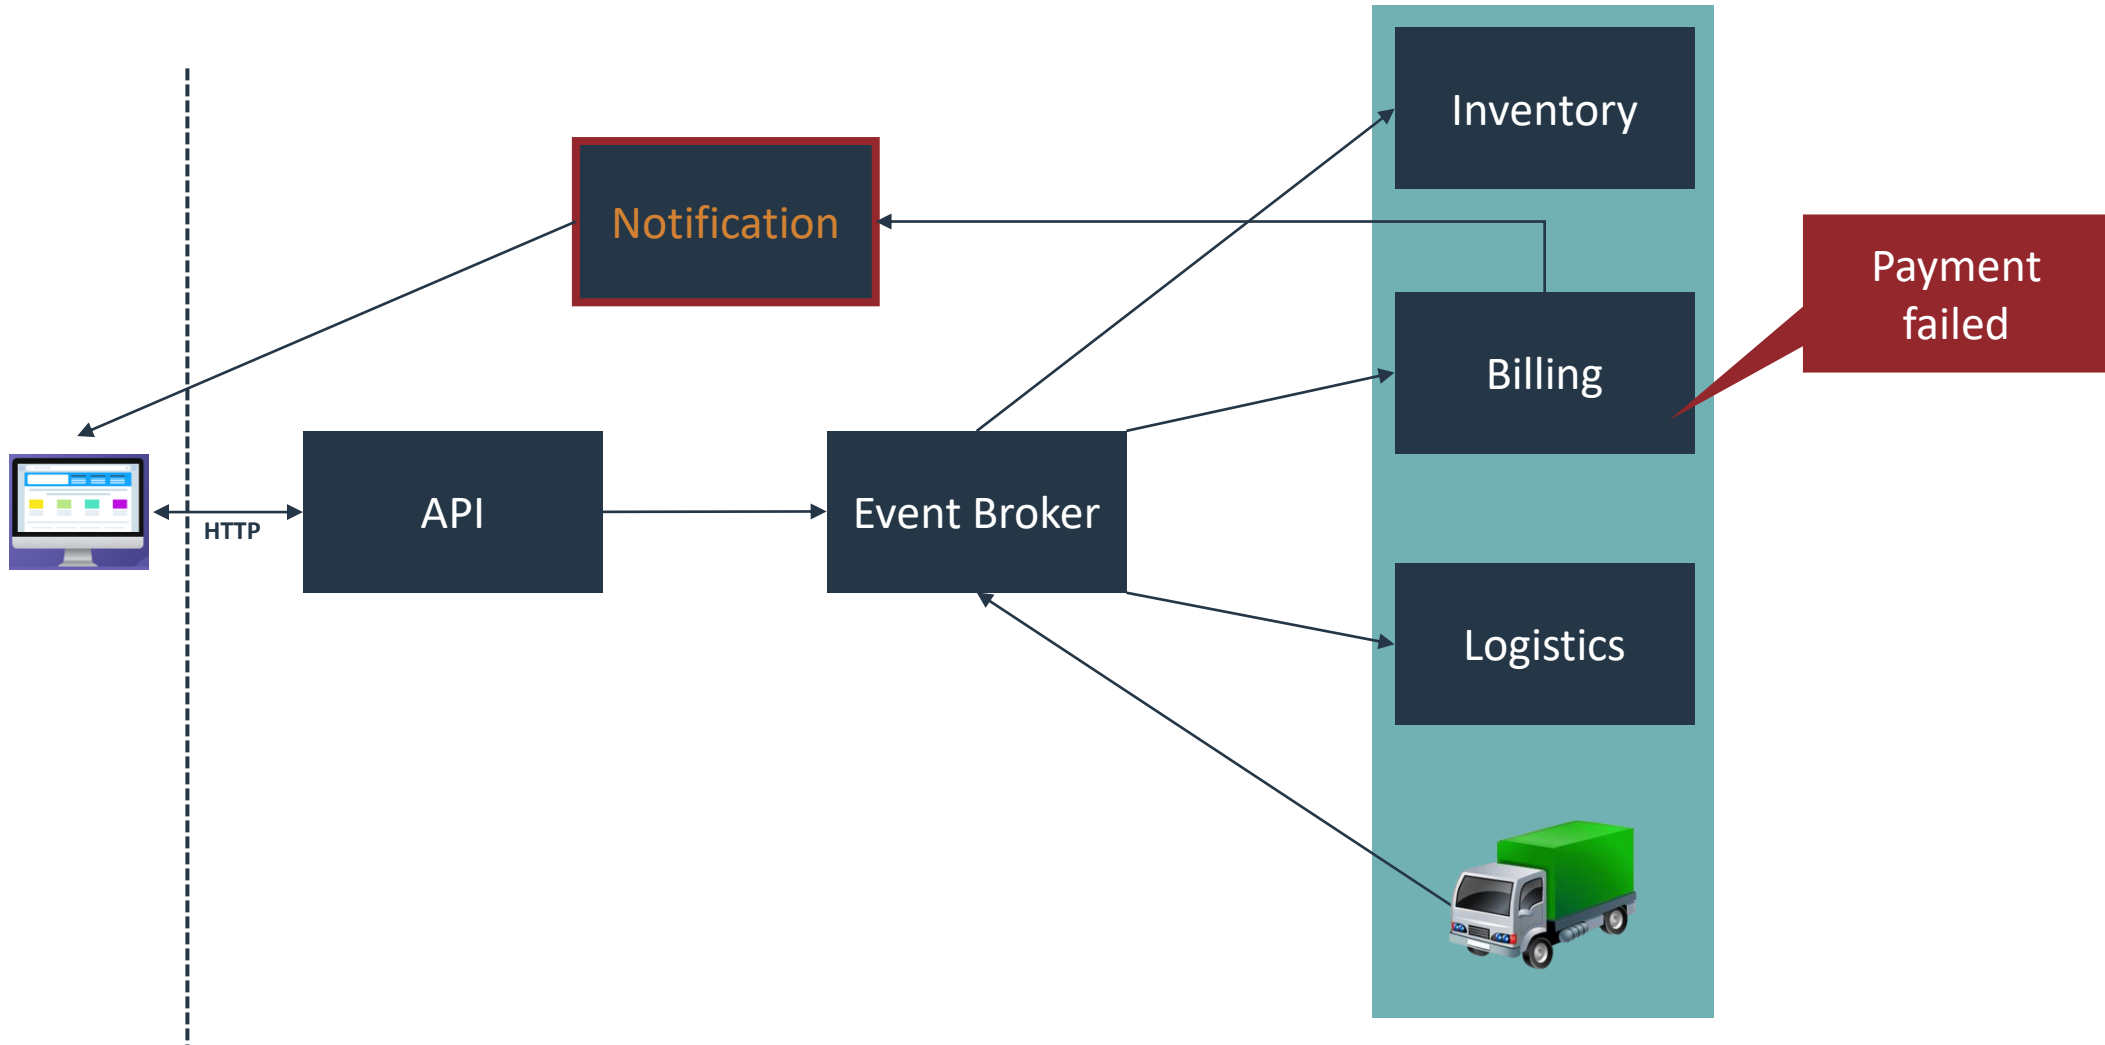 Inventory
Notification
Payment
failed
Billing
API
Event Broker
HTTP
Logistics